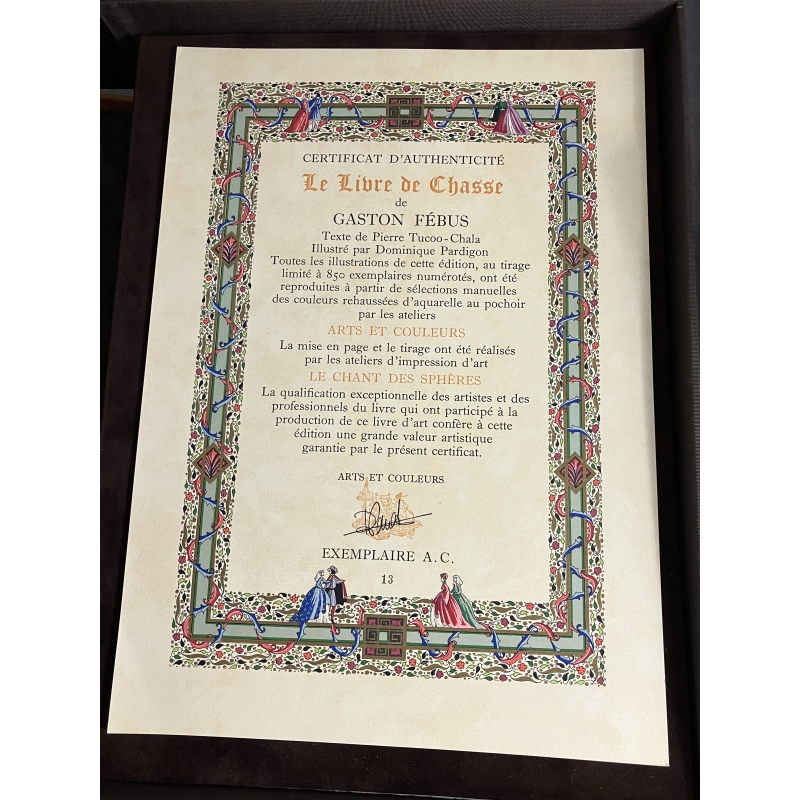 CERTIFICAT D'AUTHENTICITÉ
Le Livre de Chasse
de
GASTON FÉBUS
Texte de Pierre Tucoo-Chala
Illustré par Dominique Pardigon
Toutes les illustrations de cette édition, au tirage
limité à 850 exemplaires numérotés, ont été
reproduites à partir de sélections manuelles
des couleurs rehaussées d'aquarelle au pochoir
par les ateliers
ARTS ET COULEURS
La mise en page et le tirage ont été réalisés
par les ateliers d'impression d'art
LE CHANT DES SPHÈRES
La qualification exceptionnelle des artistes et des
professionnels du livre qui ont participé à la
production de ce livre d'art confère à cette
édition une grande valeur artistique
garantie par le présent certificat.
ARTS ET COULEURS
EXEMPLAIRE A.C.
13